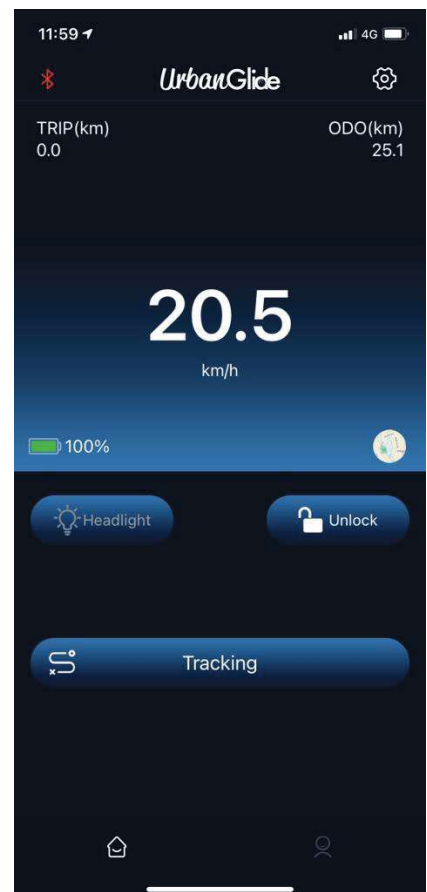 11:59
4G
UrbanGlide
TRIP(km)
ODO(km)
0.0
25.1
20.5
km/h
100%
Headlight
Unlock
Tracking